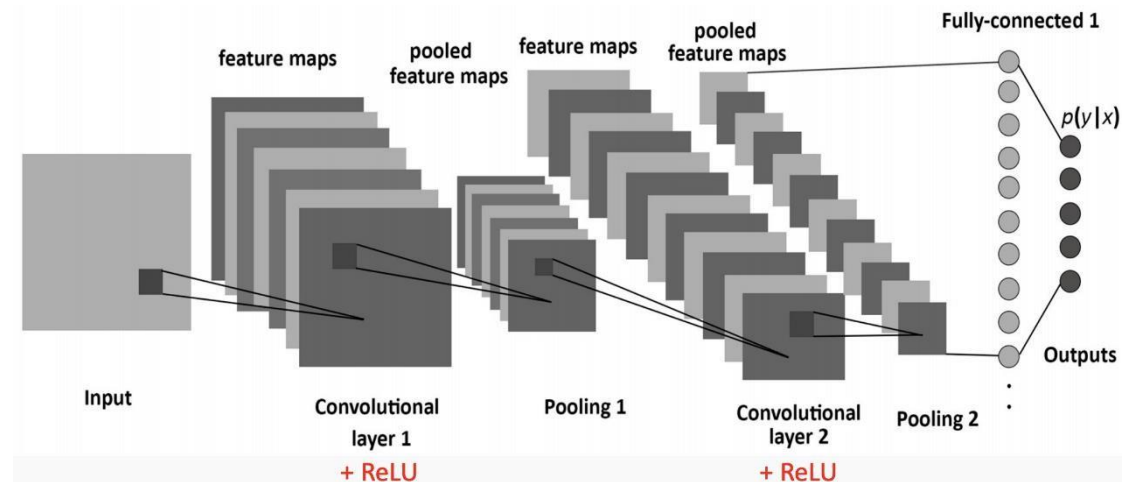 Fully-connected 1
feature maps
pooled
feature maps
feature maps
pooled
feature maps
p(y|x)
Input
Convolutional
layer 1
+ ReLU
Pooling 1
Convolutional
layer 2
+ ReLU
Pooling 2
Outputs